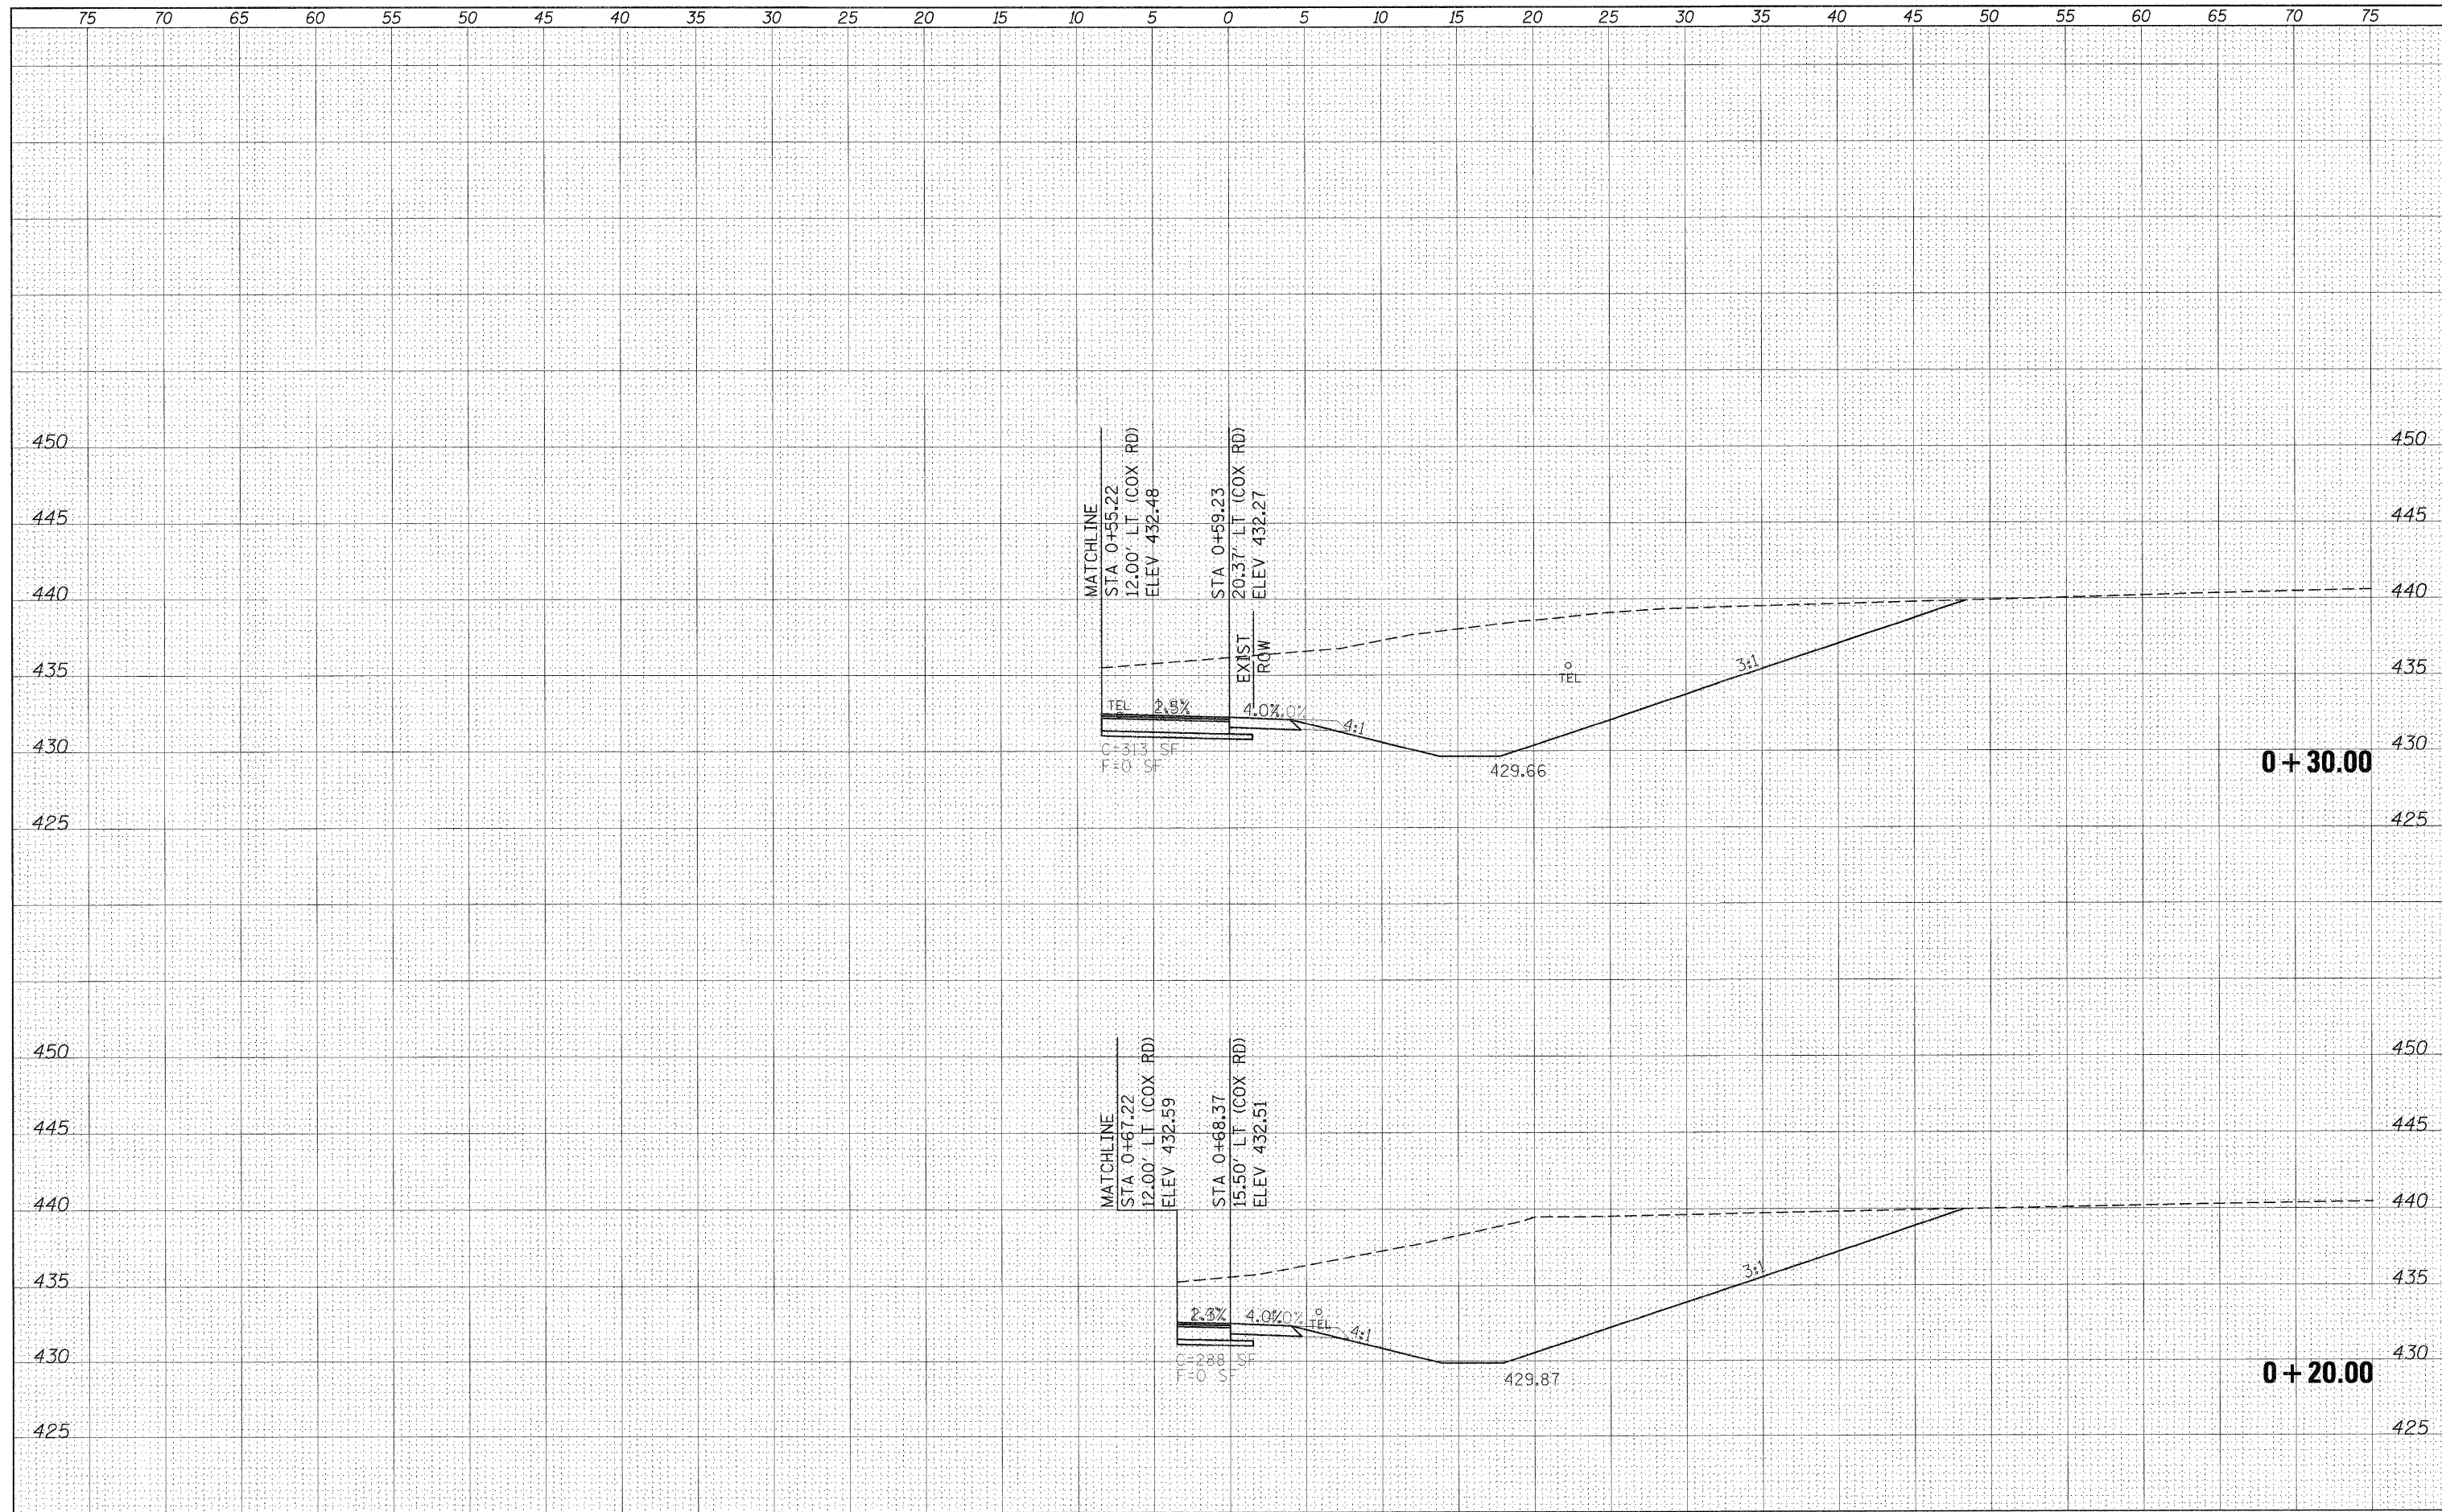 75 70 65 60 55 50 45 40 35 30 25 20 15 10 5 0 5 10 15 20 25 30 35 40 45 50 55 60 65 70 75
450 450
445 445
440 440
435 435
430 430
425 425
MATCHLINE
STA 0+55.22
12.00' LT (COX RD)
ELEV 432.48
STA 0+59.23
20.37' LT (COX RD)
ELEV 432.27
EXIST
ROW
TEL
2.5%
4.0%
4:1
3:1
TEL
C=313 SF
F=0 SF
429.66
0+30.00
450 450
445 445
440 440
435 435
430 430
425 425
MATCHLINE
STA 0+67.22
12.00' LT (COX RD)
ELEV 432.59
STA 0+68.37
15.50' LT (COX RD)
ELEV 432.51
2.3%
4.0%
TEL
4:1
3:1
C=288 SF
F=0 SF
429.87
0+20.00